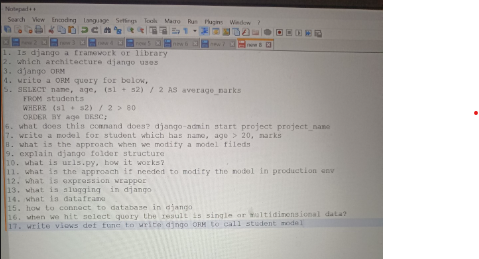 Notepad++
Search View Encoding Language Settings Tools Macro Run Plugins Window ?
new 8
1. is django a framework or library
2. which architecture django uses
3. django ORM
4. write a ORM query for below,
5. SELECT name, age, (s1 + s2) / 2 AS average_marks
FROM students
WHERE (s1 + s2) / 2 > 80
ORDER BY age DESC;
6. what does this command does? django-admin start project project_name
7. write a model for student which has name, age > 20, marks
8. what is the approach when we modify a model fileds
9. explain django folder structure
10. what is urls.py, how it works?
11. what is the approach if needed to modify the model in production env
12. what is expression wrapper
13. what is slugging in django
14. what is dataframe
15. how to connect to database in django
16. when we hit select query the result is single or multidimensional data?
17. write views def func to write djngo ORM to call student model